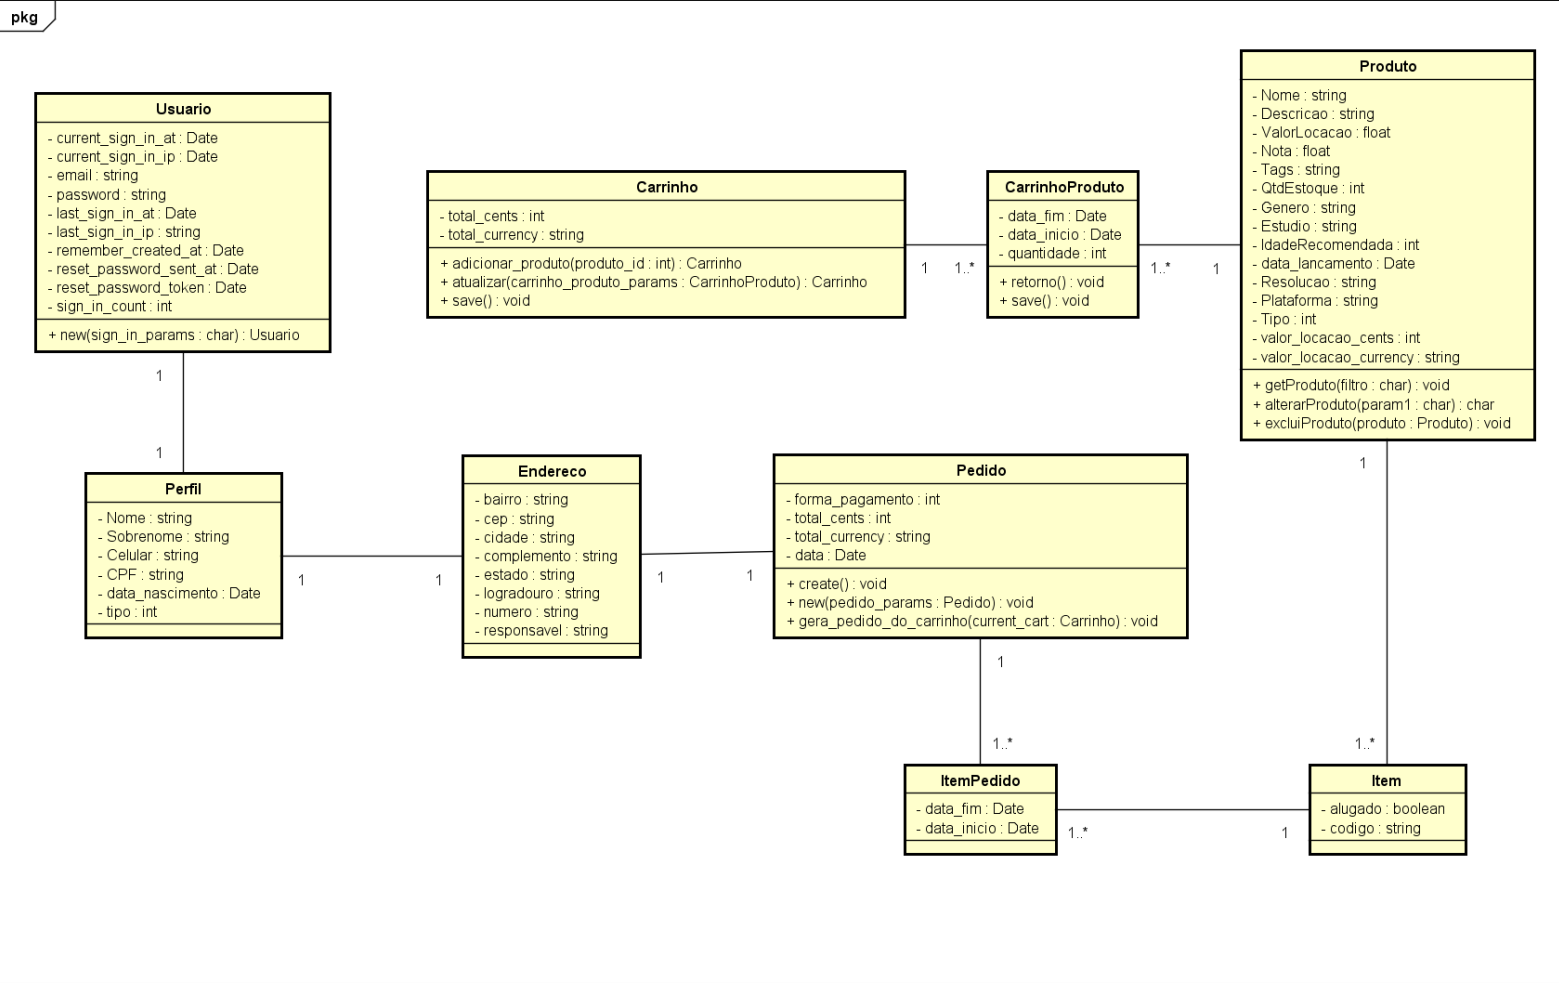 pkg
Usuario
- current_sign_in_at : Date
- current_sign_in_ip : Date
- email : string
- password : string
- last_sign_in_at : Date
- last_sign_in_ip : string
- remember_created_at : Date
- reset_password_sent_at : Date
- reset_password_token : Date
- sign_in_count : int
+ new(sign_in_params : char) : Usuario
1
1
Perfil
- Nome : string
- Sobrenome : string
- Celular : string
- CPF : string
- data_nascimento : Date
- tipo : int
1
1
Endereco
- bairro : string
- cep : string
- cidade : string
- complemento : string
- estado : string
- logradouro : string
- numero : string
- responsavel : string
1
1
Carrinho
- total_cents : int
- total_currency : string
+ adicionar_produto(produto_id : int) : Carrinho
+ atualizar(carrinho_produto_params : CarrinhoProduto) : Carrinho
+ save() : void
1
1..*
CarrinhoProduto
- data_fim : Date
- data_inicio : Date
- quantidade : int
+ retorno() : void
+ save() : void
1..*
1
Produto
- Nome : string
- Descricao : string
- ValorLocacao : float
- Nota : float
- Tags : string
- QtdEstoque : int
- Genero : string
- Estudio : string
- IdadeRecomendada : int
- data_lancamento : Date
- Resolucao : string
- Plataforma : string
- Tipo : int
- valor_locacao_cents : int
- valor_locacao_currency : string
+ getProduto(filtro : char) : void
+ alterarProduto(param1 : char) : char
+ excluiProduto(produto : Produto) : void
1
1..*
Pedido
- forma_pagamento : int
- total_cents : int
- total_currency : string
- data : Date
+ create() : void
+ new(pedido_params : Pedido) : void
+ gera_pedido_do_carrinho(current_cart : Carrinho) : void
1
1..*
ItemPedido
- data_fim : Date
- data_inicio : Date
1..*
1
Item
- alugado : boolean
- codigo : string